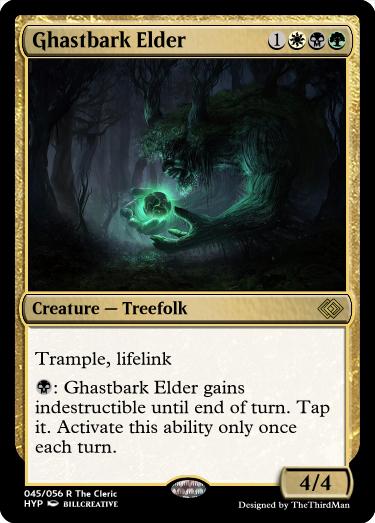 Ghastbark Elder 1
Creature — Treefolk
Trample, lifelink
: Ghastbark Elder gains
indestructible until end of turn. Tap
it. Activate this ability only once
each turn.
4/4
045/056 R The Cleric
HYP BILLCREATIVE
Designed by TheThirdMan